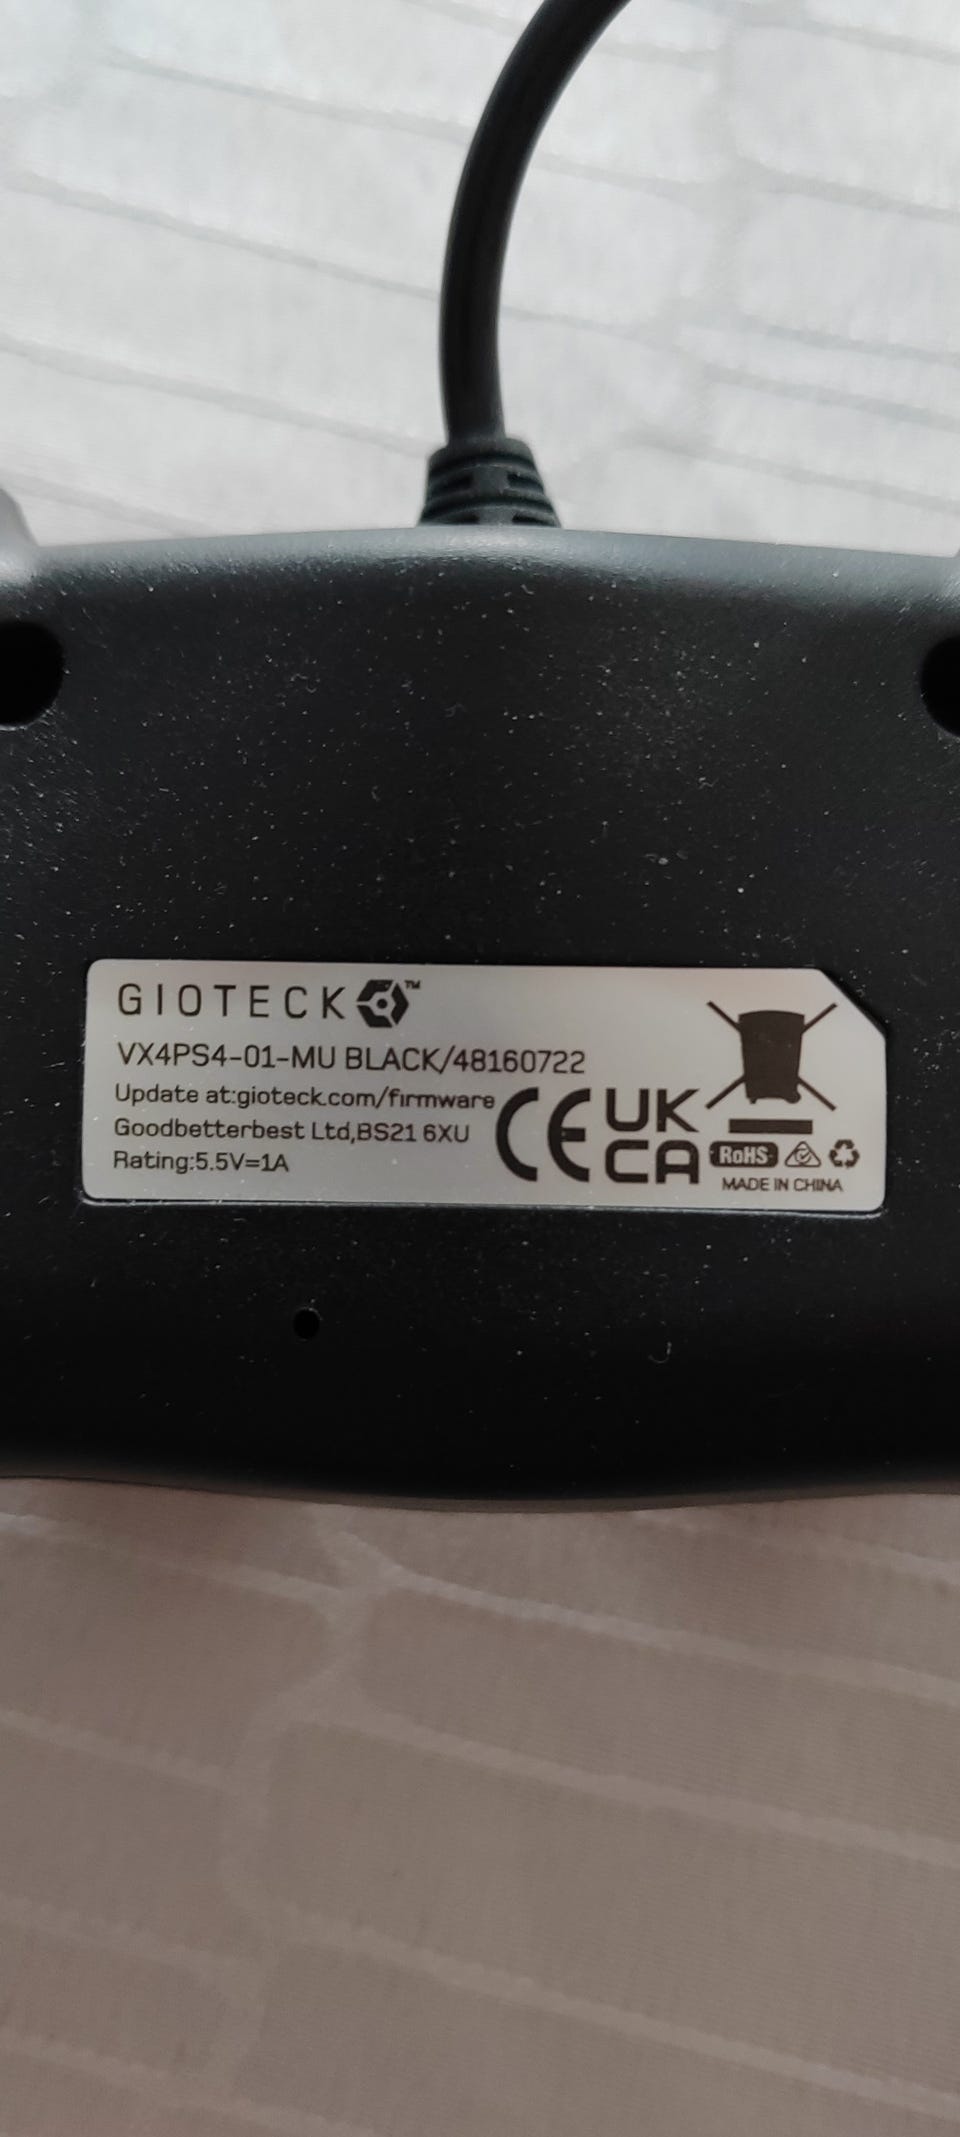 GIOTECK™
VX4PS4-01-MU BLACK/48160722
Update at:gioteck.com/firmware
Goodbetterbest Ltd,BS21 6XU
Rating:5.5V=1A
CE
UK
CA
RoHS
MADE IN CHINA